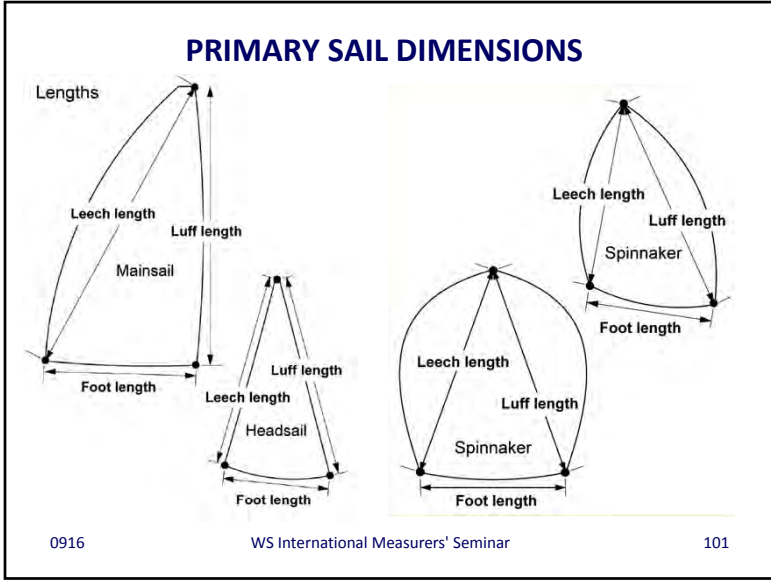 PRIMARY SAIL DIMENSIONS
Lengths
Leech length
Luff length
Mainsail
Foot length
Leech length
Luff length
Headsail
Foot length
Leech length
Luff length
Spinnaker
Foot length
Leech length
Luff length
Spinnaker
Foot length
0916
WS International Measurers' Seminar
101